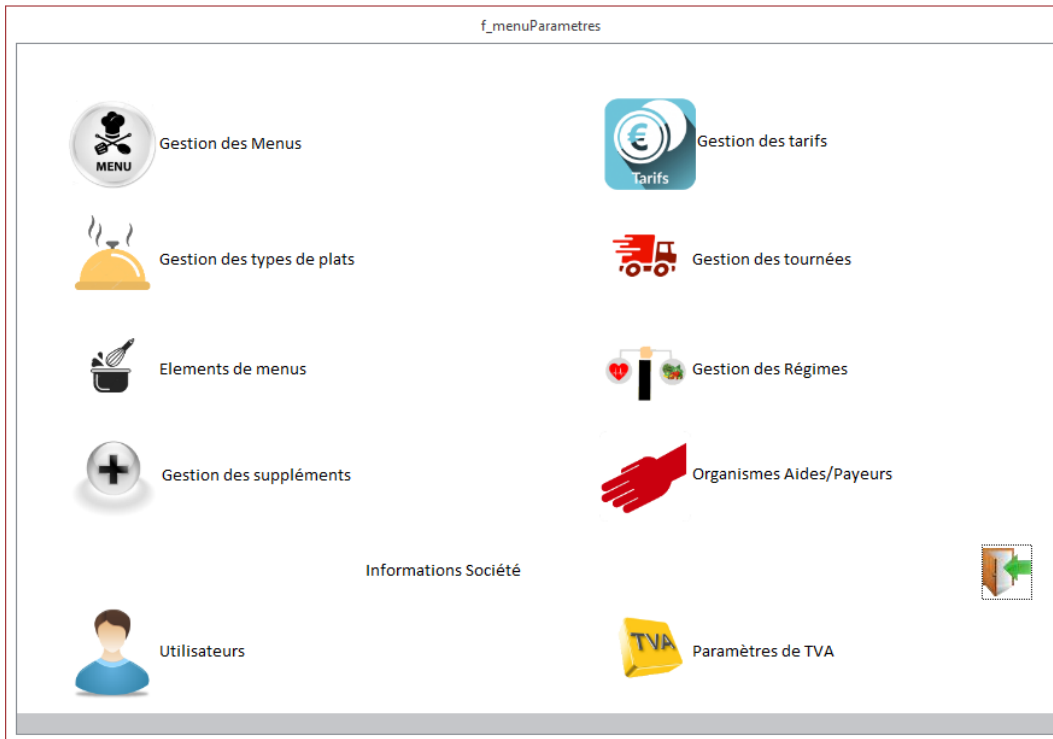 f_menuParametres
MENU
Gestion des Menus
Tarifs
Gestion des tarifs
Gestion des types de plats
Gestion des tournées
Elements de menus
Gestion des Régimes
Gestion des suppléments
Organismes Aides/Payeurs
Informations Société
Utilisateurs
TVA
Paramètres de TVA